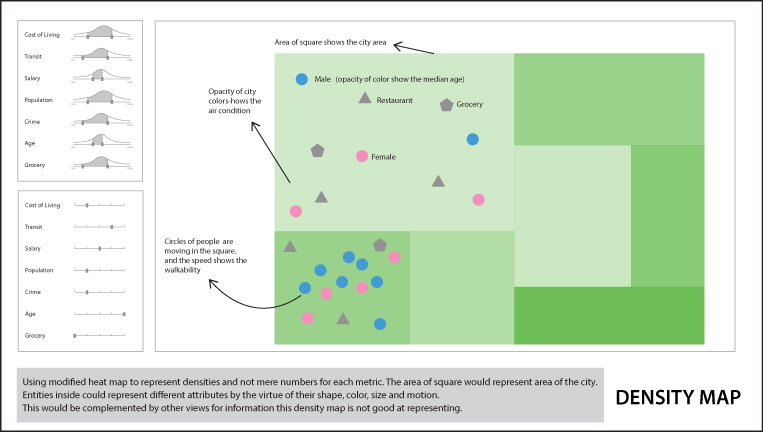 Cost of Living
Transit
Salary
Population
Crime
Age
Grocery
Cost of Living
Transit
Salary
Population
Crime
Age
Grocery
Area of square shows the city area
Male (opacity of color show the median age)
Restaurant
Grocery
Female
Opacity of city
colors-hows the
air condition
Circles of people are
moving in the square,
and the speed shows the
walkability
Using modified heat map to represent densities and not mere numbers for each metric. The area of square would represent area of the city.
Entities inside could represent different attributes by the virtue of their shape, color, size and motion.
This would be complemented by other views for information this density map is not good at representing.
DENSITY MAP